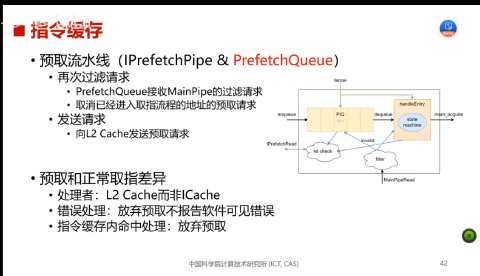 指令缓存
预取流水线（IPrefetchPipe & PrefetchQueue）
再次过滤请求
PrefetchQueue接收MainPipe的过滤请求
取消已经进入取指流程的地址的预取请求
发送请求
向L2 Cache发送预取请求
预取和正常取指差异
处理者：L2 Cache而非ICache
错误处理：放弃预取不报告软件可见错误
指令缓存内命中处理：放弃预取
fencei
enqueue
PIQ
dequeue
handleEntry
state
machine
mem_acquire
invalid
IPrefetchRead
hit check
filter
MainPipeRead
中国科学院计算技术研究所 (ICT, CAS)
42